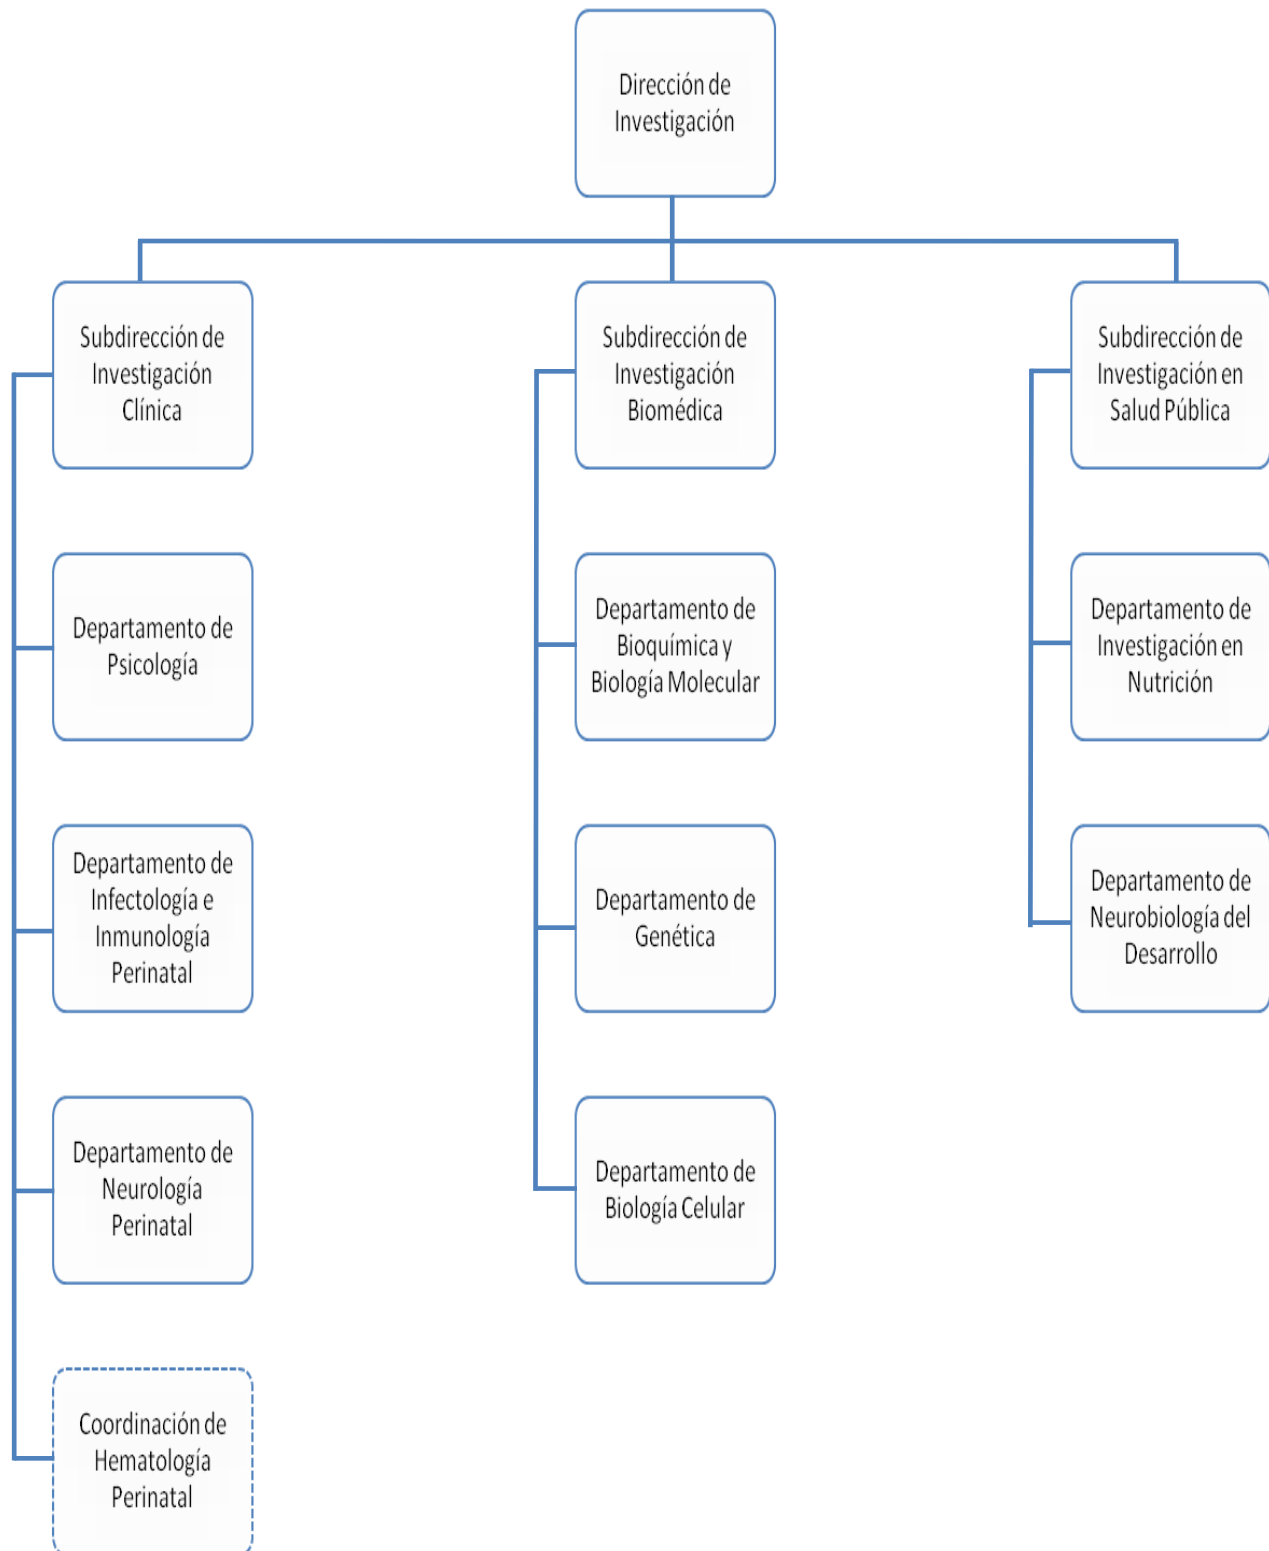 Dirección de
Investigación
Subdirección de
Investigación
Clínica
Subdirección de
Investigación
Biomédica
Subdirección de
Investigación en
Salud Pública
Departamento de
Psicología
Departamento de
Bioquímica y
Biología Molecular
Departamento de
Investigación en
Nutrición
Departamento de
Infectología e
Inmunología
Perinatal
Departamento de
Genética
Departamento de
Neurobiología del
Desarrollo
Departamento de
Neurología
Perinatal
Departamento de
Biología Celular
Coordinación de
Hematología
Perinatal